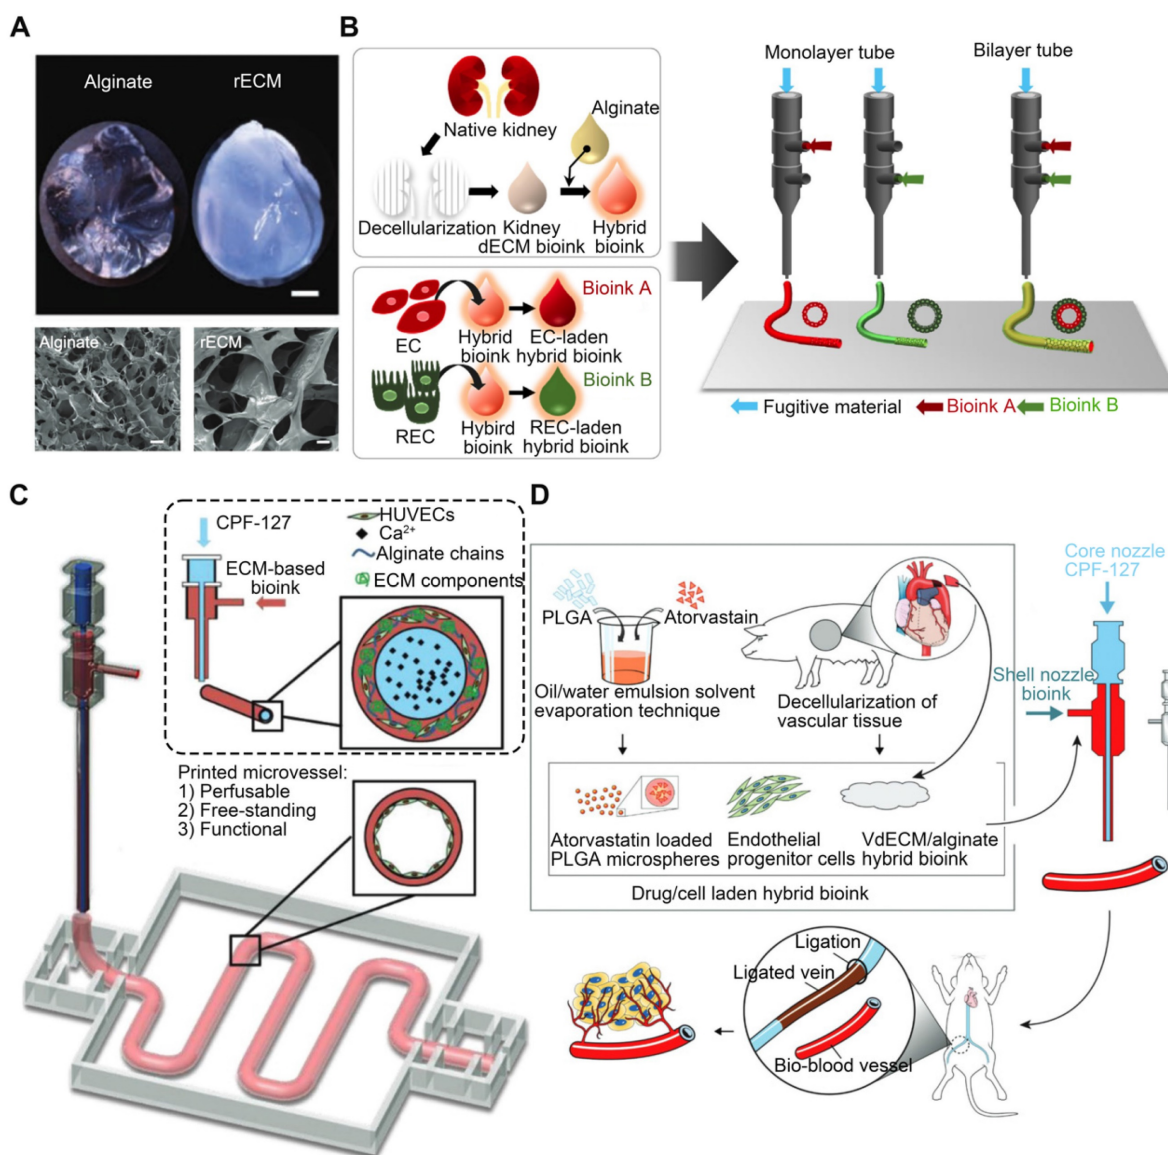 A
Alginate
rECM
Alginate
rECM
B
Native kidney
Alginate
Decellularization
Kidney
dECM bioink
Hybrid
bioink
EC
Hybrid
bioink
Bioink A
EC-laden
hybrid bioink
REC
Hybird
bioink
Bioink B
REC-laden
hybrid bioink
Monolayer tube
Bilayer tube
Fugitive material
Bioink A
Bioink B
C
CPF-127
ECM-based
bioink
HUVECs
Ca²⁺
Alginate chains
ECM components
Printed microvessel:
1) Perfusable
2) Free-standing
3) Functional
D
PLGA
Atorvastain
Oil/water emulsion solvent
evaporation technique
Decellularization of
vascular tissue
Atorvastatin loaded
PLGA microspheres
Endothelial
progenitor cells
VdECM/alginate
hybrid bioink
Drug/cell laden hybrid bioink
Core nozzle
CPF-127
Shell nozzle
bioink
Ligation
Ligated vein
Bio-blood vessel